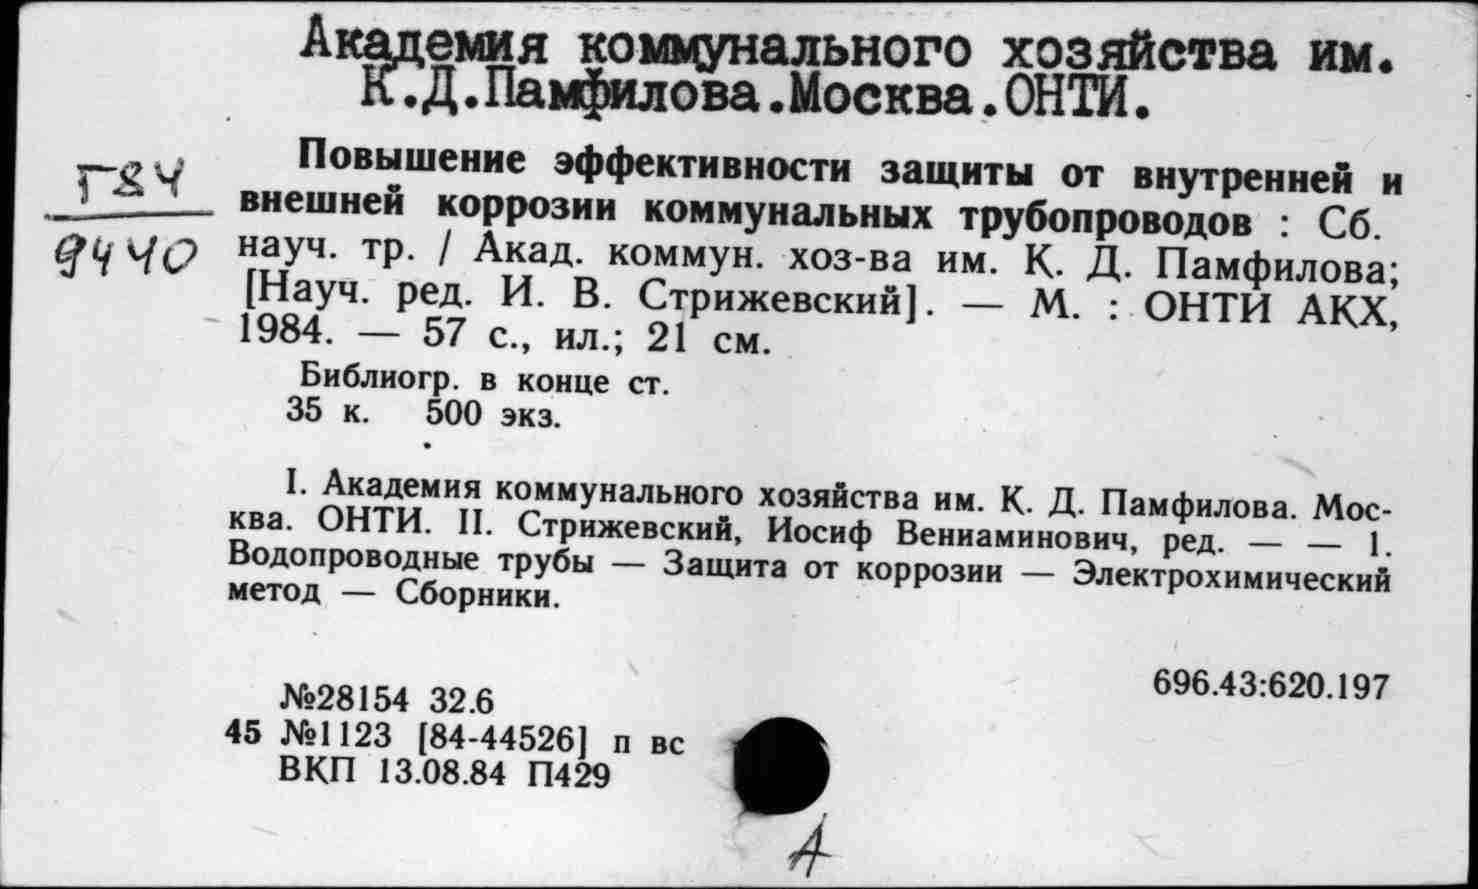 Академия коммунального хозяйства им.
К.Д.Памфилова.Москва.ОНТИ.
Г84
9440
Повышение эффективности защиты от внутренней и
внешней коррозии коммунальных трубопроводов : Сб.
науч. тр. / Акад. коммун. хоз-ва им. К. Д. Памфилова;
[Науч. ред. И. В. Стрижевский]. — М. : ОНТИ АКХ,
1984. — 57 с., ил.; 21 см.
Библиогр. в конце ст.
35 к. 500 экз.
I. Академия коммунального хозяйства им. К. Д. Памфилова. Мос-
ква. ОНТИ. II. Стрижевский, Иосиф Вениаминович, ред. — — 1.
Водопроводные трубы — Защита от коррозии — Электрохимический
метод — Сборники.
696.43:620.197
№28154 32.6
45 №1123 [84-44526] п вс
ВКП 13.08.84 П429
А